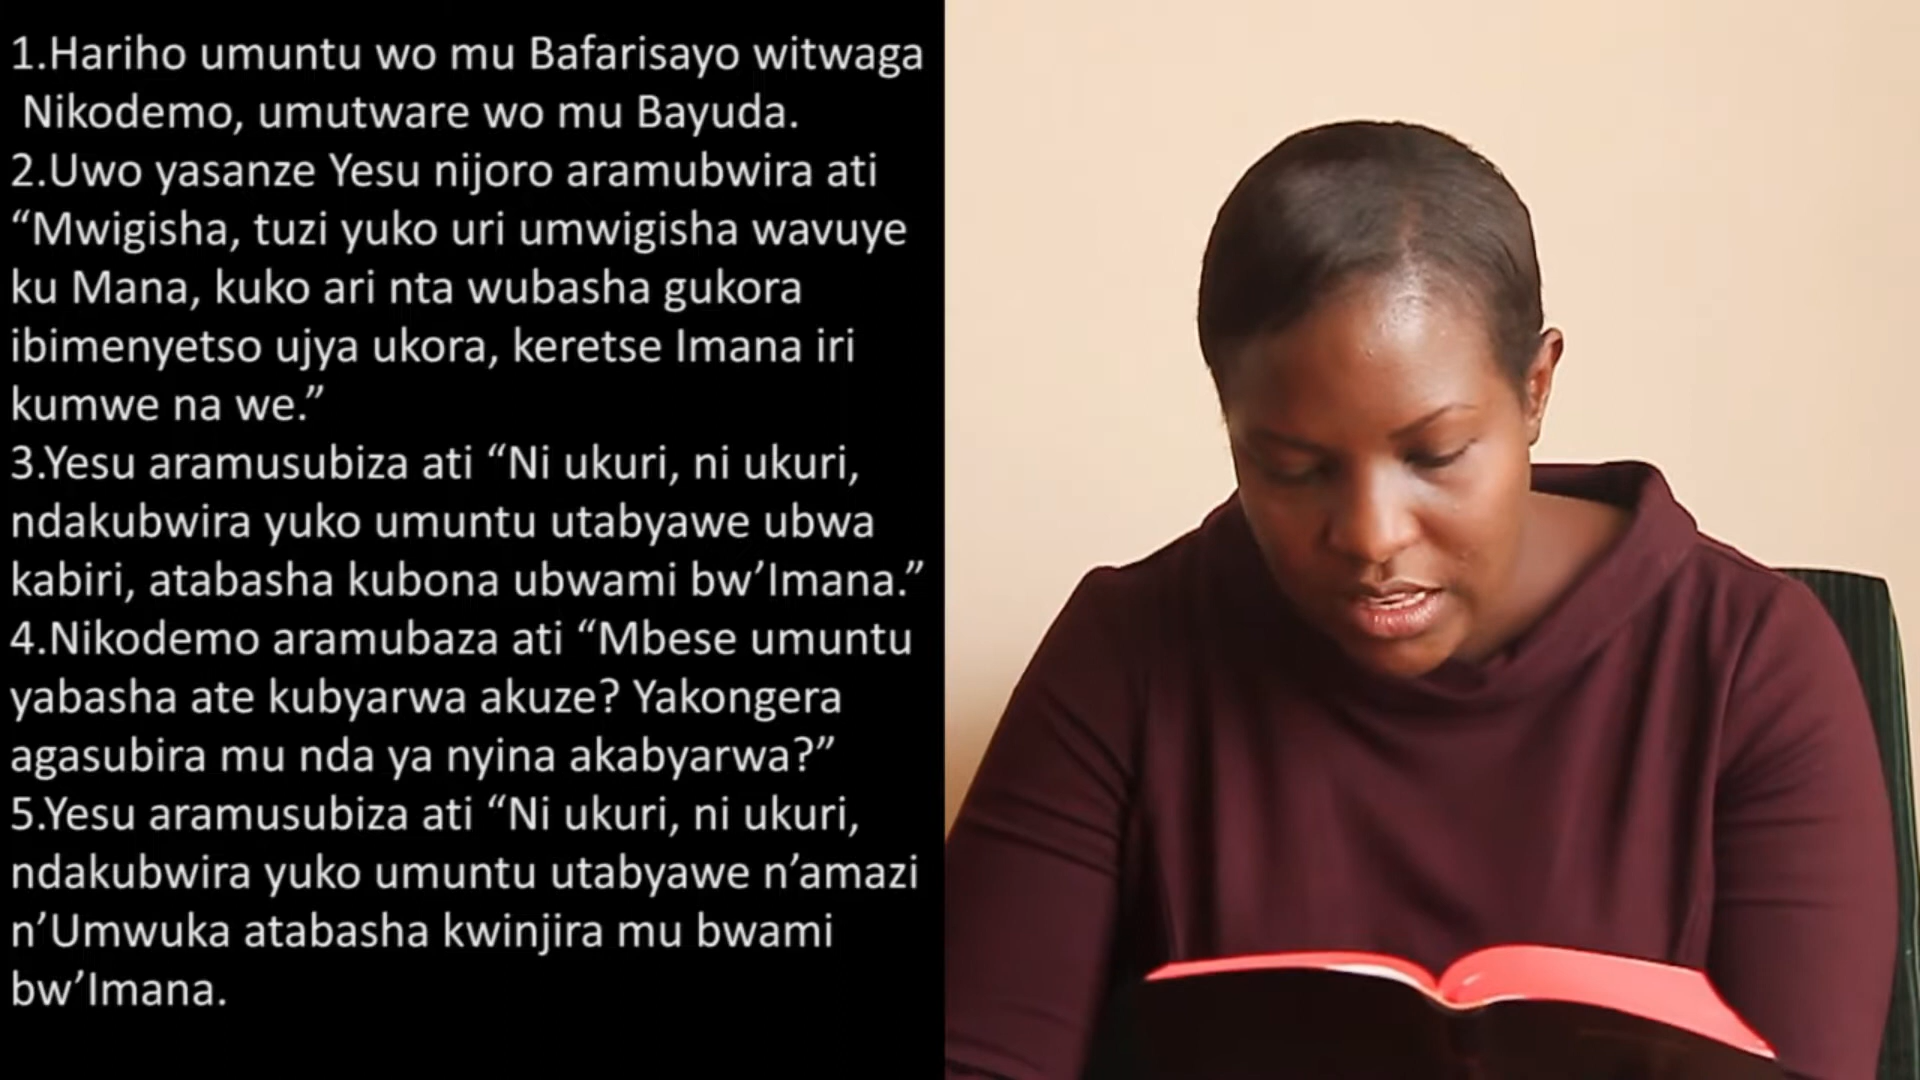 1.Hariho umuntu wo mu Bafarisayo witwaga
Nikodemo, umutware wo mu Bayuda.
2.Uwo yasanze Yesu nijoro aramubwira ati
“Mwigisha, tuzi yuko uri umwigisha wavuye
ku Mana, kuko ari nta wubasha gukora
ibimenyetso ujya ukora, keretse Imana iri
kumwe na we.”
3.Yesu aramusubiza ati “Ni ukuri, ni ukuri,
ndakubwira yuko umuntu utabyawe ubwa
kabiri, atabasha kubona ubwami bw’Imana.”
4.Nikodemo aramubaza ati “Mbese umuntu
yabasha ate kubyarwa akuze? Yakongera
agasubira mu nda ya nyina akabyarwa?”
5.Yesu aramusubiza ati “Ni ukuri, ni ukuri,
ndakubwira yuko umuntu utabyawe n’amazi
n’Umwuka atabasha kwinjira mu bwami
bw’Imana.